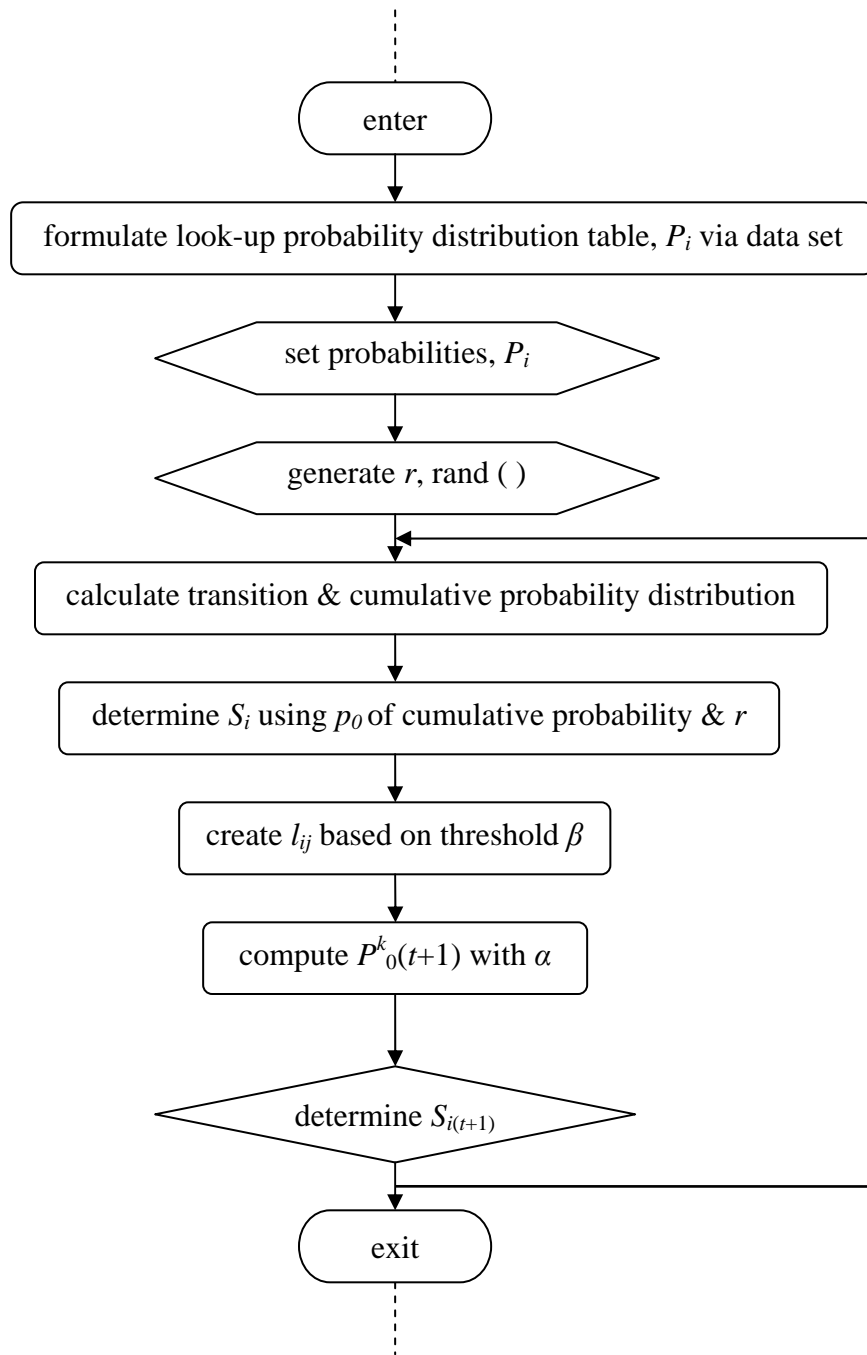 enter
formulate look-up probability distribution table, Pᵢ via data set
set probabilities, Pᵢ
generate r, rand ( )
calculate transition & cumulative probability distribution
determine Sᵢ using p₀ of cumulative probability & r
create lᵢⱼ based on threshold β
compute Pᵏ₀(t+1) with α
determine Sᵢ₍ₜ₊₁₎
exit